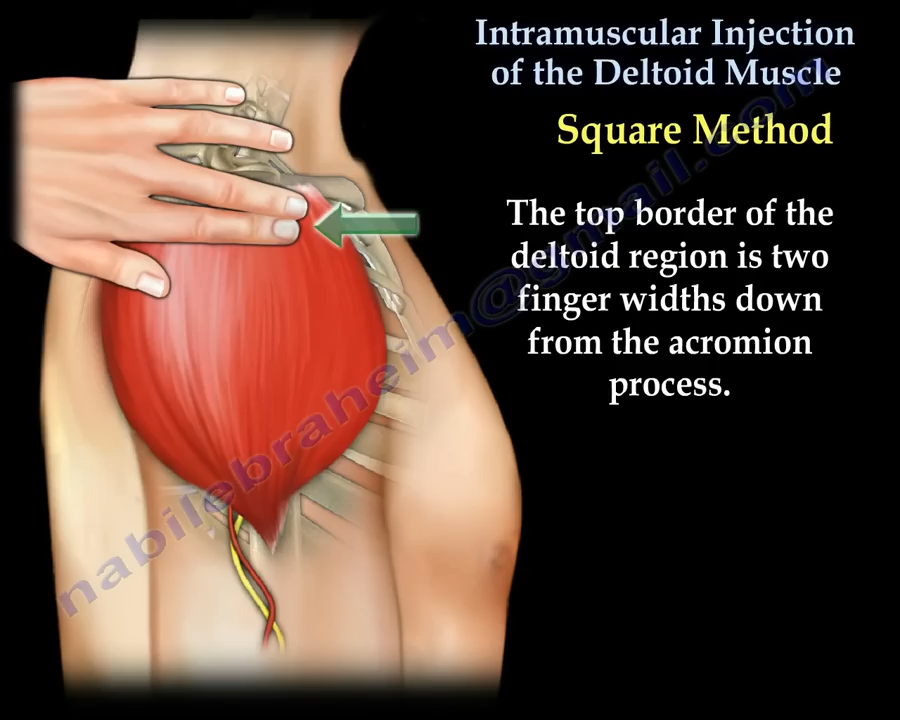 Intramuscular Injection
of the Deltoid Muscle
Square Method
The top border of the
deltoid region is two
finger widths down
from the acromion
process.
nabilebraheim@gmail.com